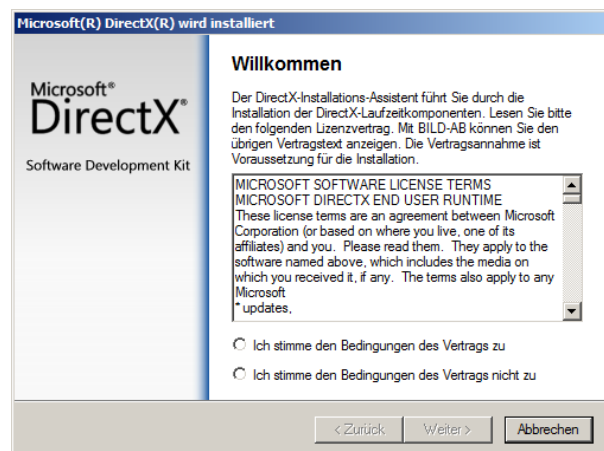 Microsoft(R) DirectX(R) wird installiert
Microsoft®
DirectX®
Software Development Kit
Willkommen
Der DirectX-Installations-Assistent führt Sie durch die
Installation der DirectX-Laufzeitkomponenten. Lesen Sie bitte
den folgenden Lizenzvertrag. Mit BILD-AB können Sie den
übrigen Vertragstext anzeigen. Die Vertragsannahme ist
Voraussetzung für die Installation.
MICROSOFT SOFTWARE LICENSE TERMS
MICROSOFT DIRECTX END USER RUNTIME
These license terms are an agreement between Microsoft
Corporation (or based on where you live, one of its
affiliates) and you.  Please read them.  They apply to the
software named above, which includes the media on
which you received it, if any.  The terms also apply to any
Microsoft
* updates,
Ich stimme den Bedingungen des Vertrags zu
Ich stimme den Bedingungen des Vertrags nicht zu
< Zurück
Weiter >
Abbrechen